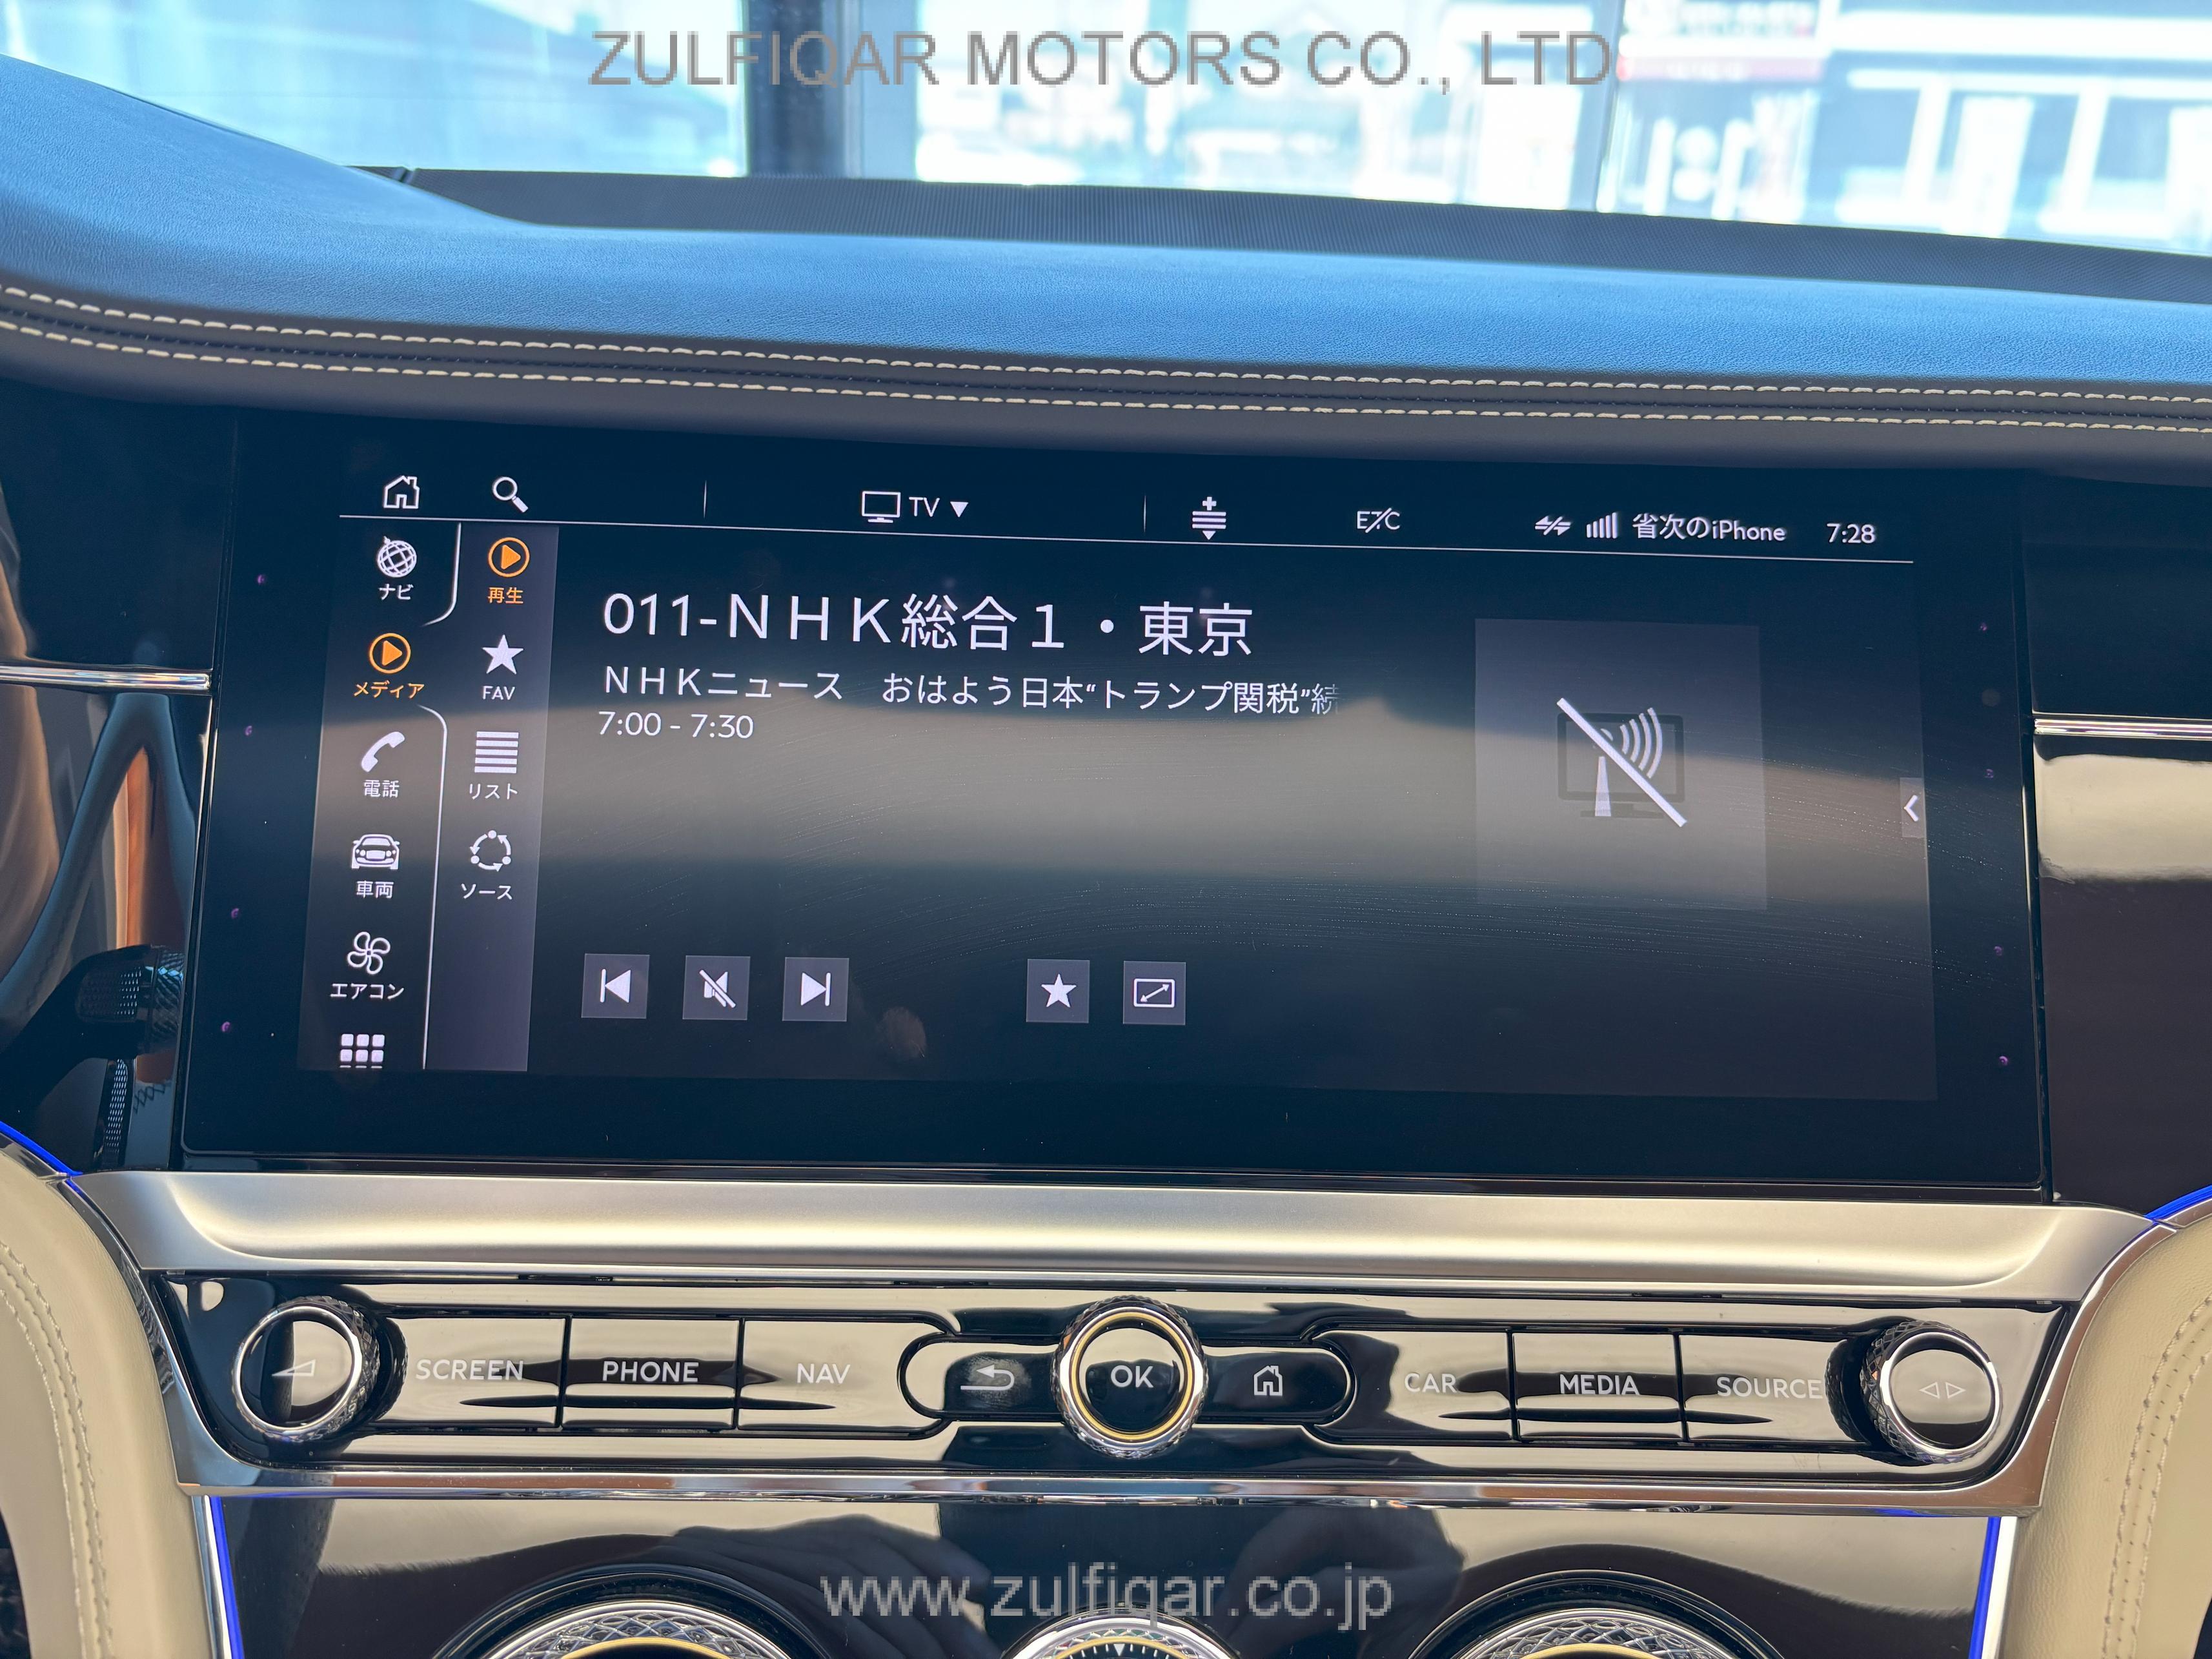 ZULFIQAR MOTORS CO., LTD
TV
ETC
省次のiPhone
7:28
ナビ
再生
メディア
FAV
電話
リスト
車両
ソース
エアコン
011-ＮＨＫ総合１・東京
ＮＨＫニュース　おはよう日本“トランプ関税”続
7:00 - 7:30
SCREEN
PHONE
NAV
OK
CAR
MEDIA
SOURCE
www.zulfiqar.co.jp